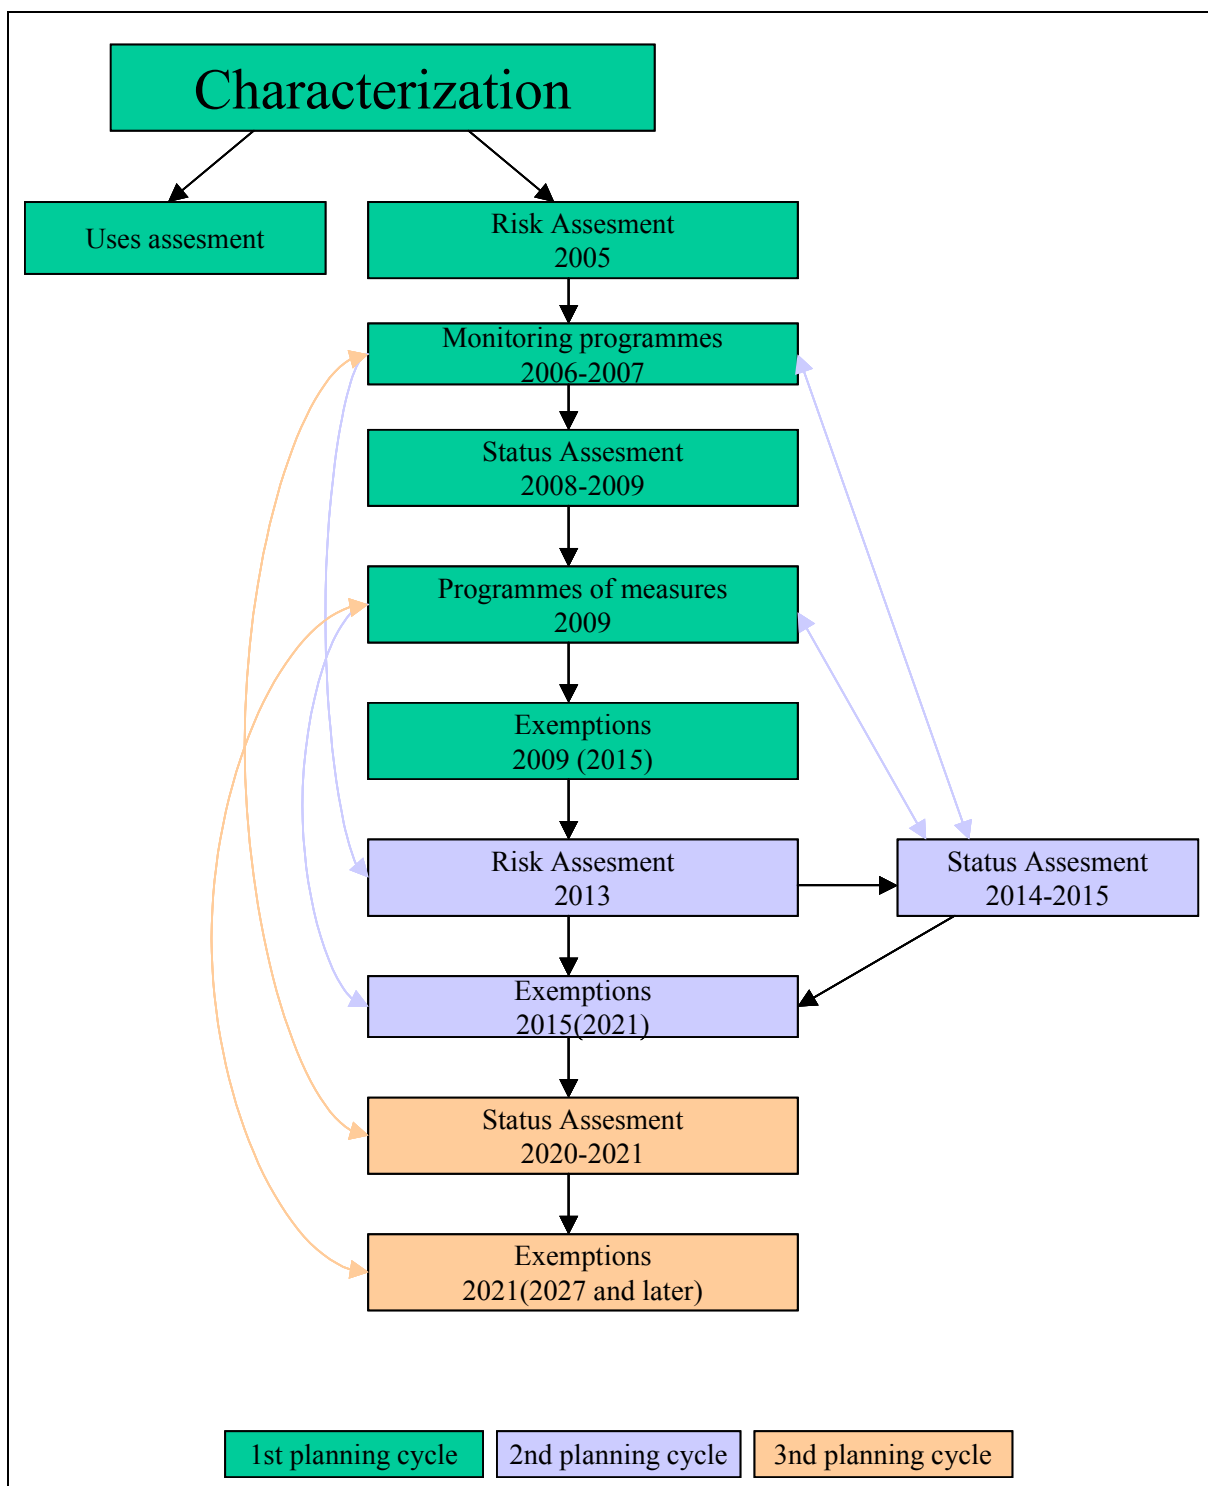 Characterization
Uses assesment
Risk Assesment
2005
Monitoring programmes
2006-2007
Status Assesment
2008-2009
Programmes of measures
2009
Exemptions
2009 (2015)
Risk Assesment
2013
Status Assesment
2014-2015
Exemptions
2015(2021)
Status Assesment
2020-2021
Exemptions
2021(2027 and later)
1st planning cycle
2nd planning cycle
3nd planning cycle